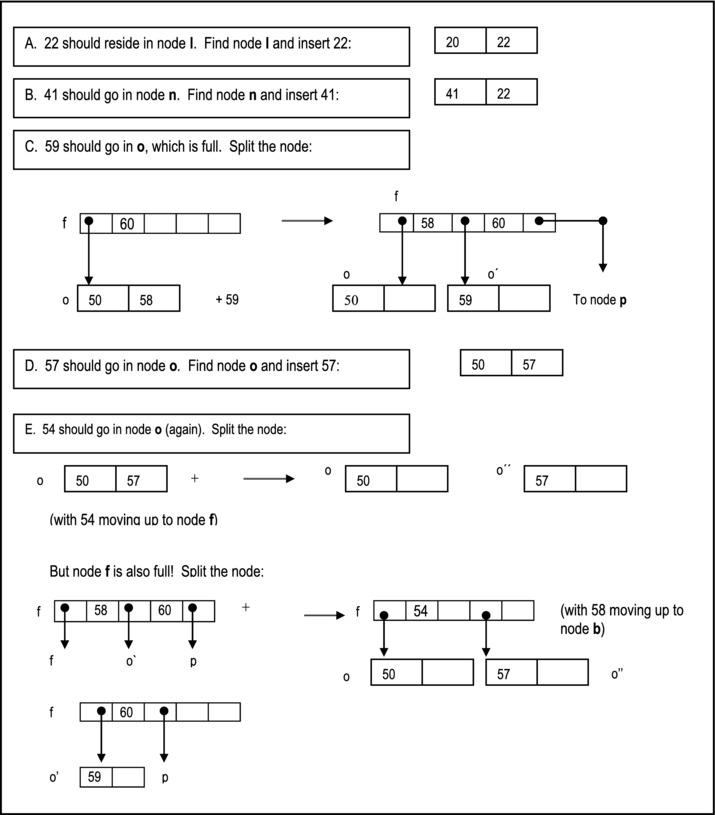 A. 22 should reside in node l. Find node l and insert 22:
20 22
B. 41 should go in node n. Find node n and insert 41:
41 22
C. 59 should go in o, which is full. Split the node:
f
f 60
58 60
o o´
o 50 58 + 59
50 59 To node p
D. 57 should go in node o. Find node o and insert 57:
50 57
E. 54 should go in node o (again). Split the node:
o 50 57 +
o 50 o´´ 57
(with 54 moving up to node f)
But node f is also full! Split the node:
f 58 60 +
f 54 (with 58 moving up to
node b)
f o` p
o 50 57 o"
f 60
o' 59 p